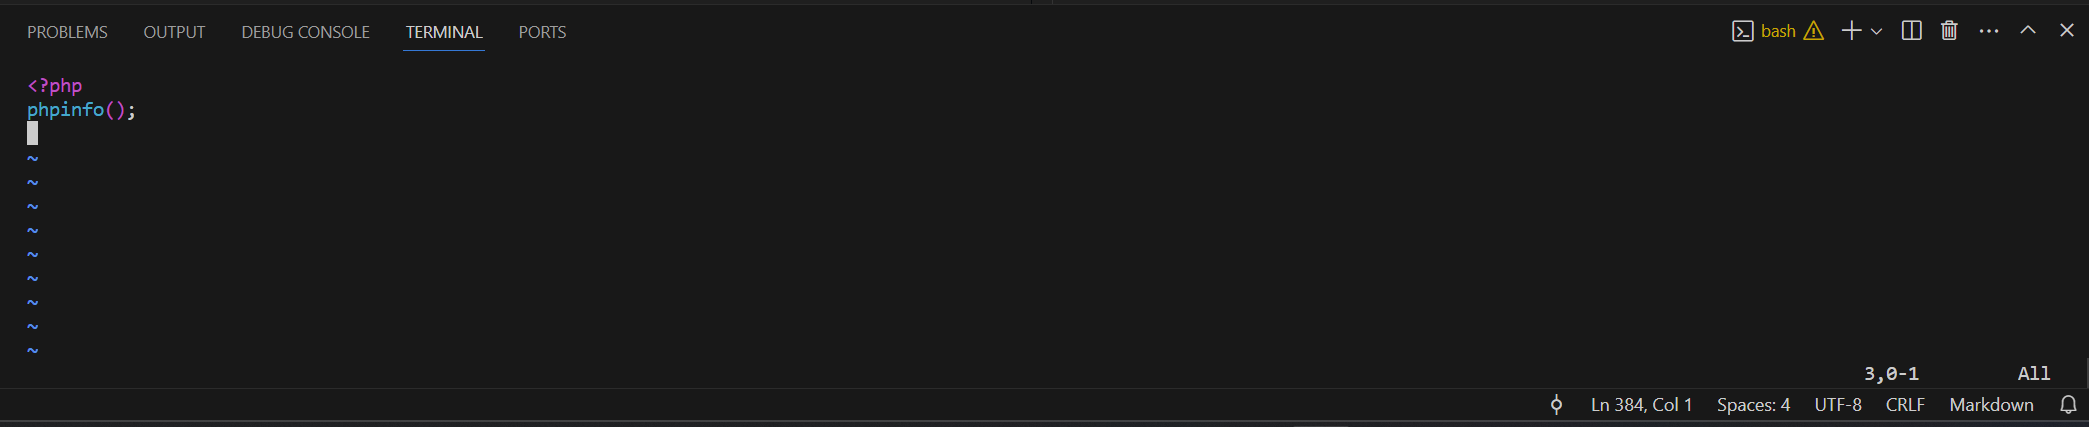 PROBLEMS OUTPUT DEBUG CONSOLE TERMINAL PORTS bash
<?php
phpinfo();
~
~
~
~
~
~
~
~
~
3,0-1 All
Ln 384, Col 1 Spaces: 4 UTF-8 CRLF Markdown